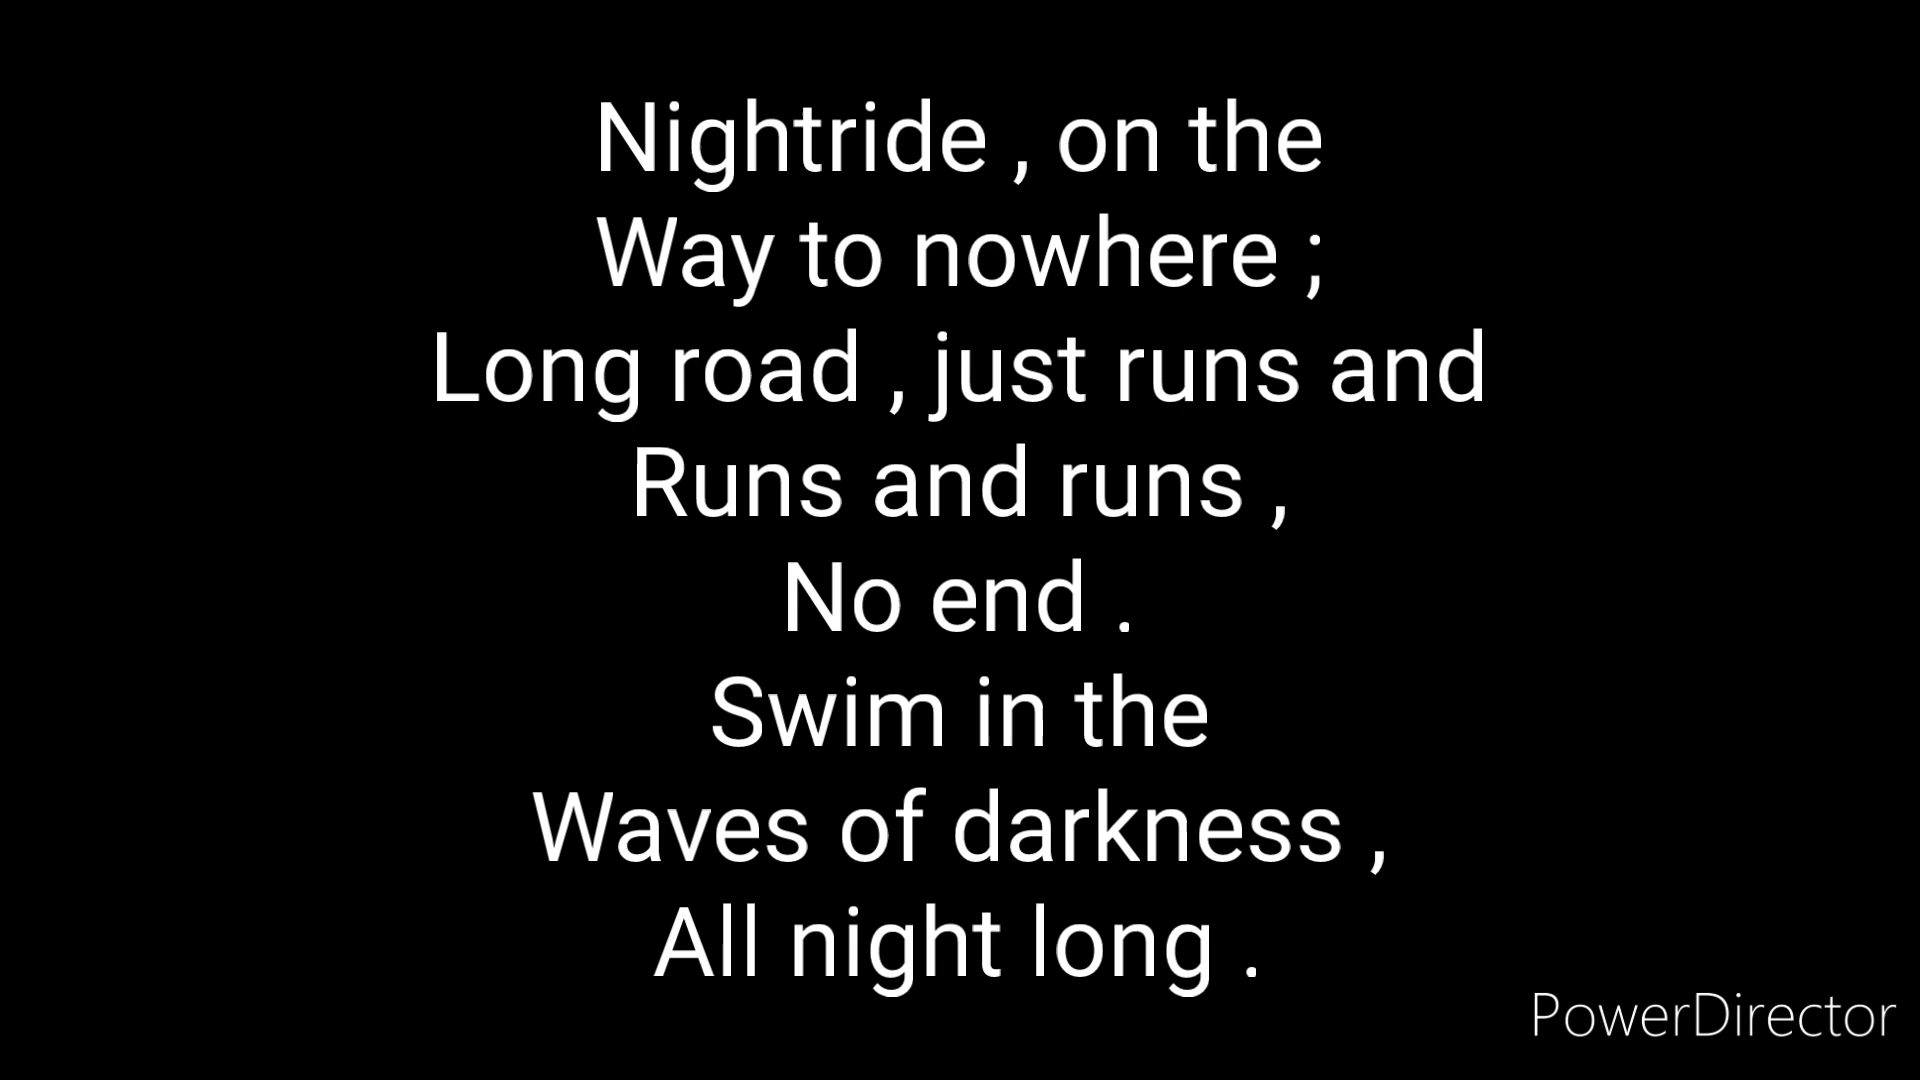 Nightride , on the
Way to nowhere ;
Long road , just runs and
Runs and runs ,
No end .
Swim in the
Waves of darkness ,
All night long .
PowerDirector